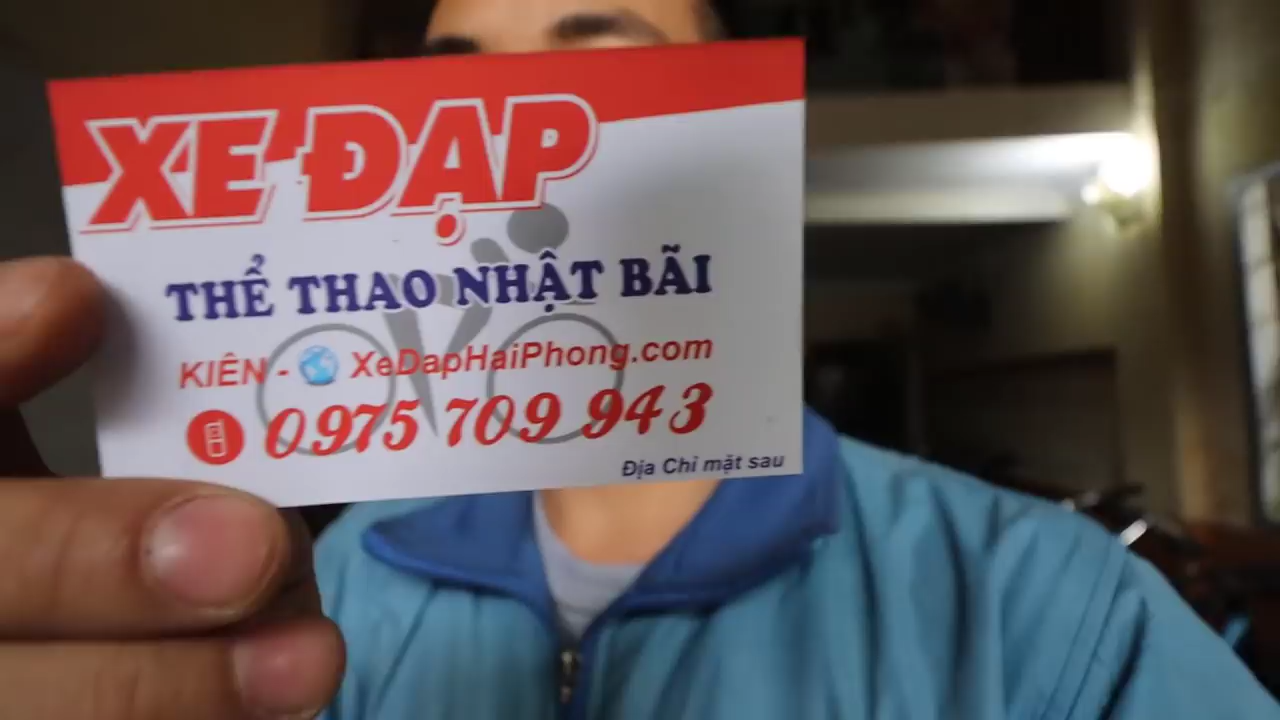 XE ĐẠP
THỂ THAO NHẬT BÃI
KIÊN - XeDapHaiPhong.com
0975 709 943
Địa Chỉ mặt sau